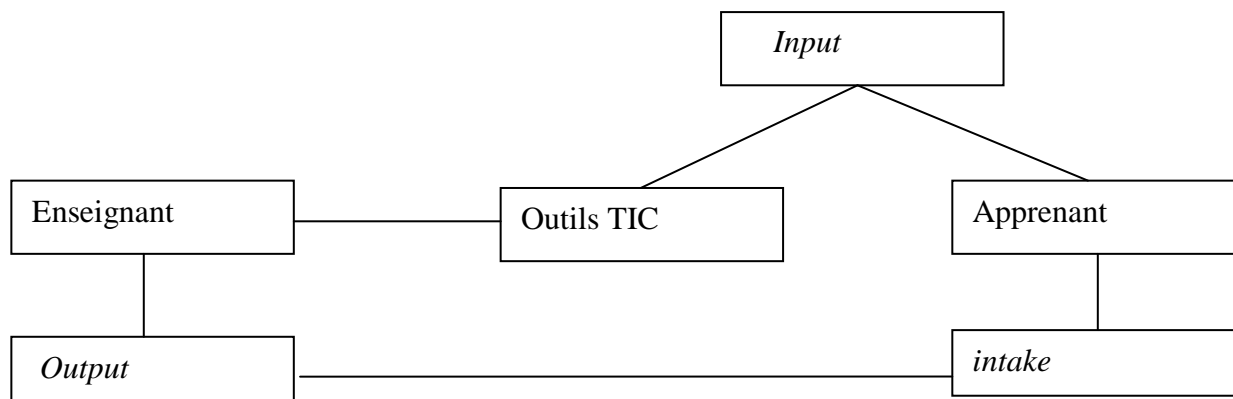 Input
Enseignant
Outils TIC
Apprenant
Output
intake